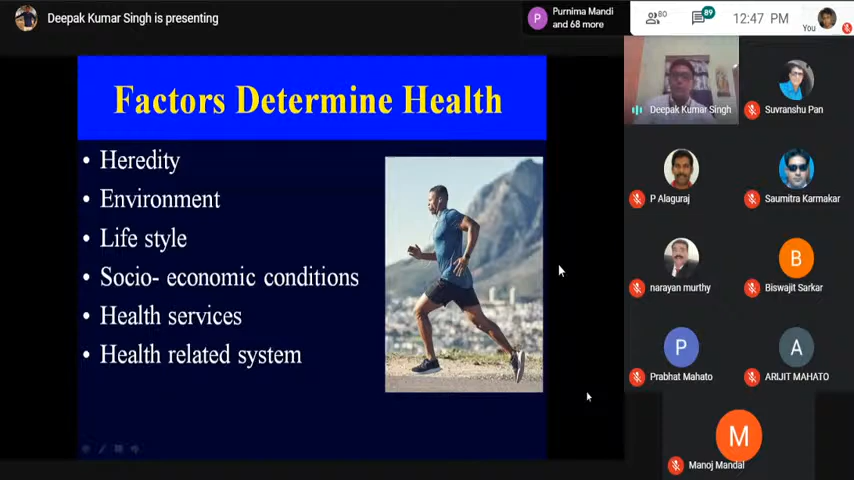 Deepak Kumar Singh is presenting
P
Purnima Mandi
and 68 more
80
89
12:47 PM
You
Factors Determine Health
• Heredity
• Environment
• Life style
• Socio- economic conditions
• Health services
• Health related system
Deepak Kumar Singh
Suvranshu Pan
P Alaguraj
Saumitra Karmakar
narayan murthy
B
Biswajit Sarkar
P
Prabhat Mahato
A
ARIJIT MAHATO
M
Manoj Mandal